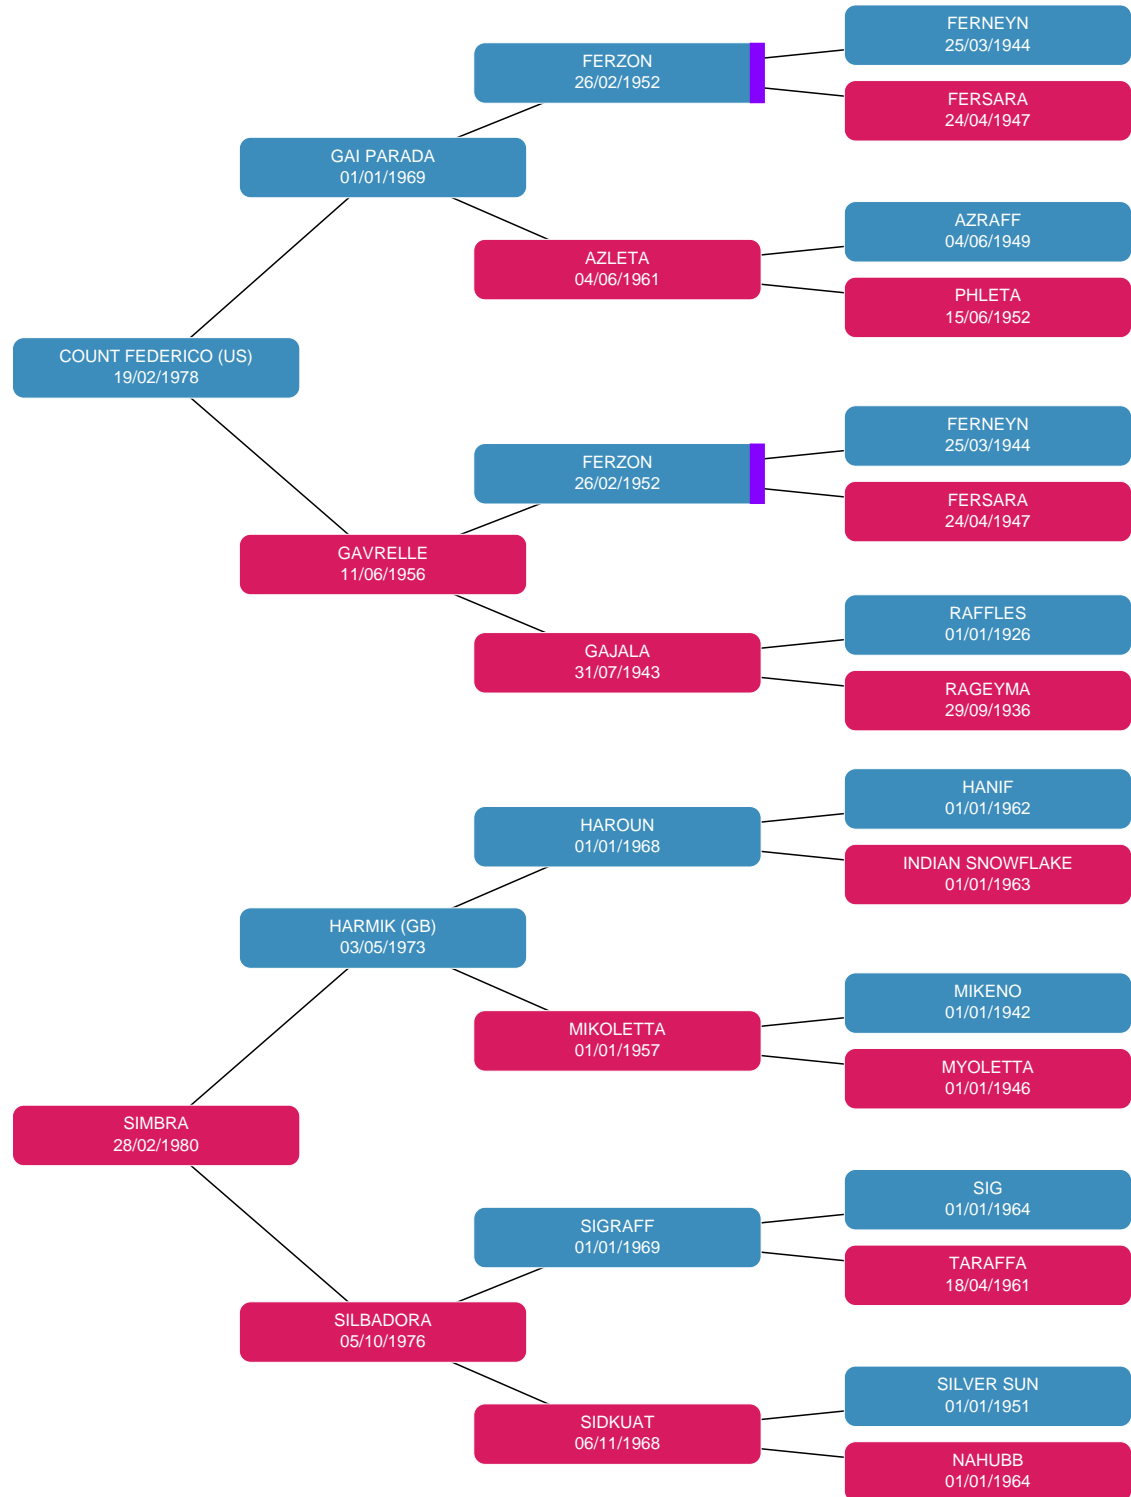 FERNEYN
25/03/1944
FERZON
26/02/1952
FERSARA
24/04/1947
GAI PARADA
01/01/1969
AZRAFF
04/06/1949
AZLETA
04/06/1961
PHLETA
15/06/1952
COUNT FEDERICO (US)
19/02/1978
FERNEYN
25/03/1944
FERZON
26/02/1952
FERSARA
24/04/1947
GAVRELLE
11/06/1956
RAFFLES
01/01/1926
GAJALA
31/07/1943
RAGEYMA
29/09/1936
HANIF
01/01/1962
HAROUN
01/01/1968
INDIAN SNOWFLAKE
01/01/1963
HARMIK (GB)
03/05/1973
MIKENO
01/01/1942
MIKOLETTA
01/01/1957
MYOLETTA
01/01/1946
SIMBRA
28/02/1980
SIG
01/01/1964
SIGRAFF
01/01/1969
TARAFFA
18/04/1961
SILBADORA
05/10/1976
SILVER SUN
01/01/1951
SIDKUAT
06/11/1968
NAHUBB
01/01/1964